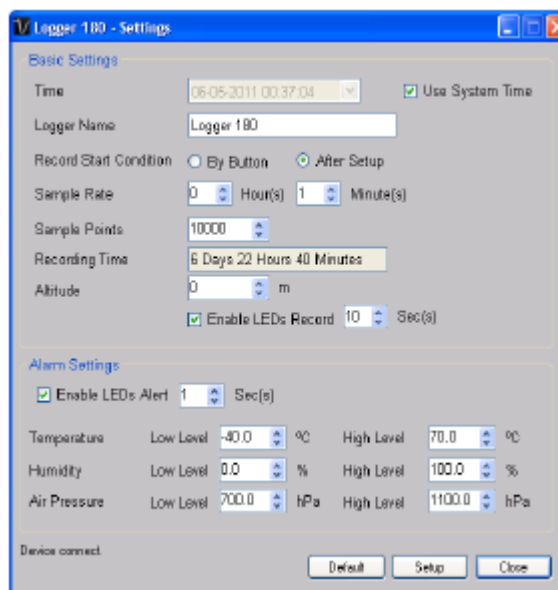 Logger 180 - Settings
Basic Settings
Time 06-05-2011 00:37:04 Use System Time
Logger Name Logger 180
Record Start Condition By Button After Setup
Sample Rate 0 Hour(s) 1 Minute(s)
Sample Points 10000
Recording Time 6 Days 22 Hours 40 Minutes
Altitude 0 m
Enable LEDs Record 10 Sec(s)
Alarm Settings
Enable LEDs Alert 1 Sec(s)
Temperature Low Level -40.0 ºC High Level 70.0 ºC
Humidity Low Level 0.0 % High Level 100.0 %
Air Pressure Low Level 700.0 hPa High Level 1100.0 hPa
Device connect
Default Setup Close